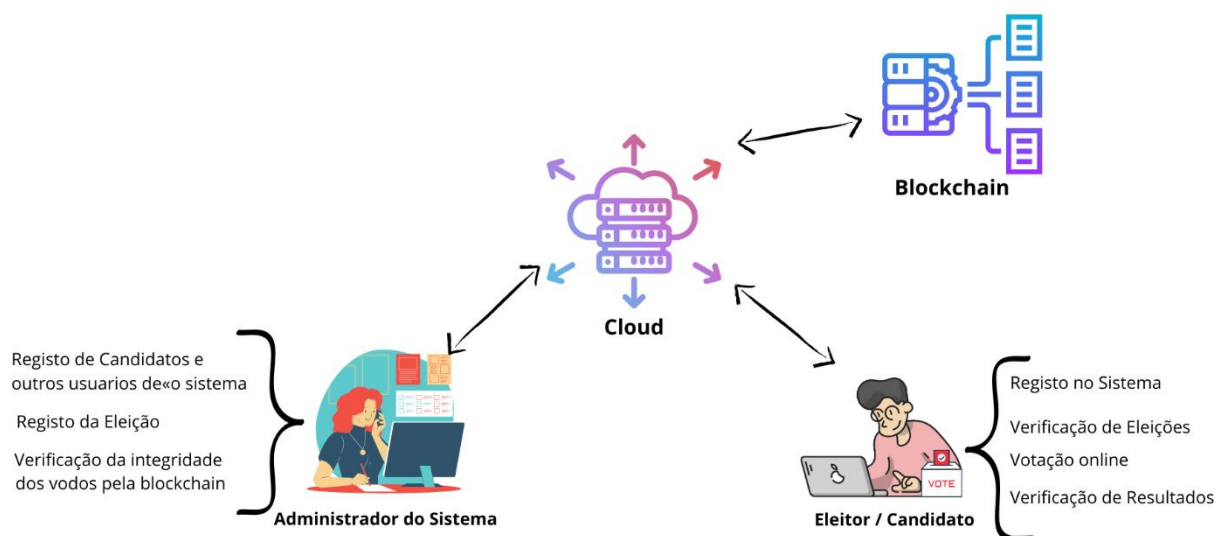 Blockchain
Cloud
Registo de Candidatos e
outros usuarios de«o sistema
Registo da Eleição
Verificação da integridade
dos vodos pela blockchain
Administrador do Sistema
VOTE
Eleitor / Candidato
Registo no Sistema
Verificação de Eleições
Votação online
Verificação de Resultados